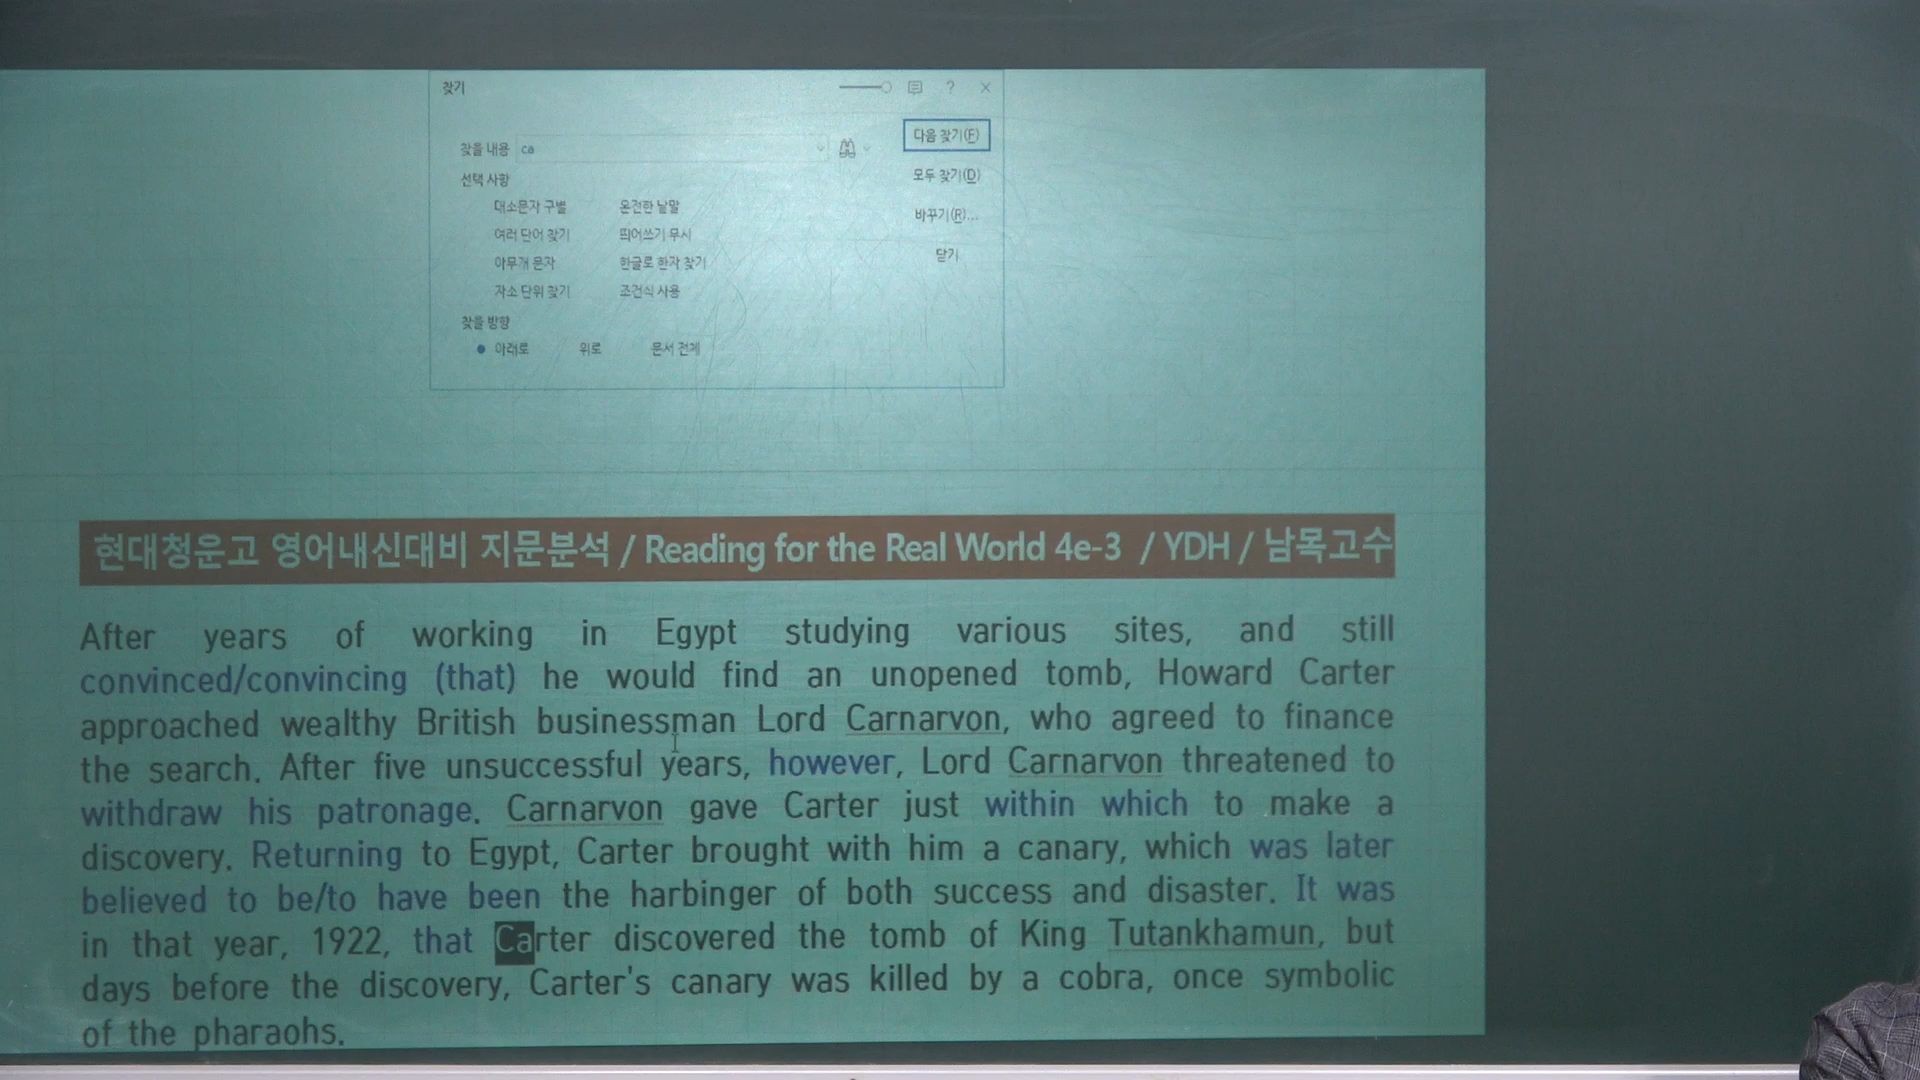 찾기
?
찾을 내용 ca
다음 찾기(F)
선택 사항
모두 찾기(D)
대소문자 구별 온전한 낱말
바꾸기(R)...
여러 단어 찾기 띄어쓰기 무시
닫기
아무개 문자 한글로 한자 찾기
자소 단위 찾기 조건식 사용
찾을 방향
아래로 위로 문서 전체
현대청운고 영어내신대비 지문분석 / Reading for the Real World 4e-3 / YDH / 남목고수
After years of working in Egypt studying various sites, and still
convinced/convincing (that) he would find an unopened tomb, Howard Carter
approached wealthy British businessman Lord Carnarvon, who agreed to finance
the search. After five unsuccessful years, however, Lord Carnarvon threatened to
withdraw his patronage. Carnarvon gave Carter just within which to make a
discovery. Returning to Egypt, Carter brought with him a canary, which was later
believed to be/to have been the harbinger of both success and disaster. It was
in that year, 1922, that Carter discovered the tomb of King Tutankhamun, but
days before the discovery, Carter's canary was killed by a cobra, once symbolic
of the pharaohs.